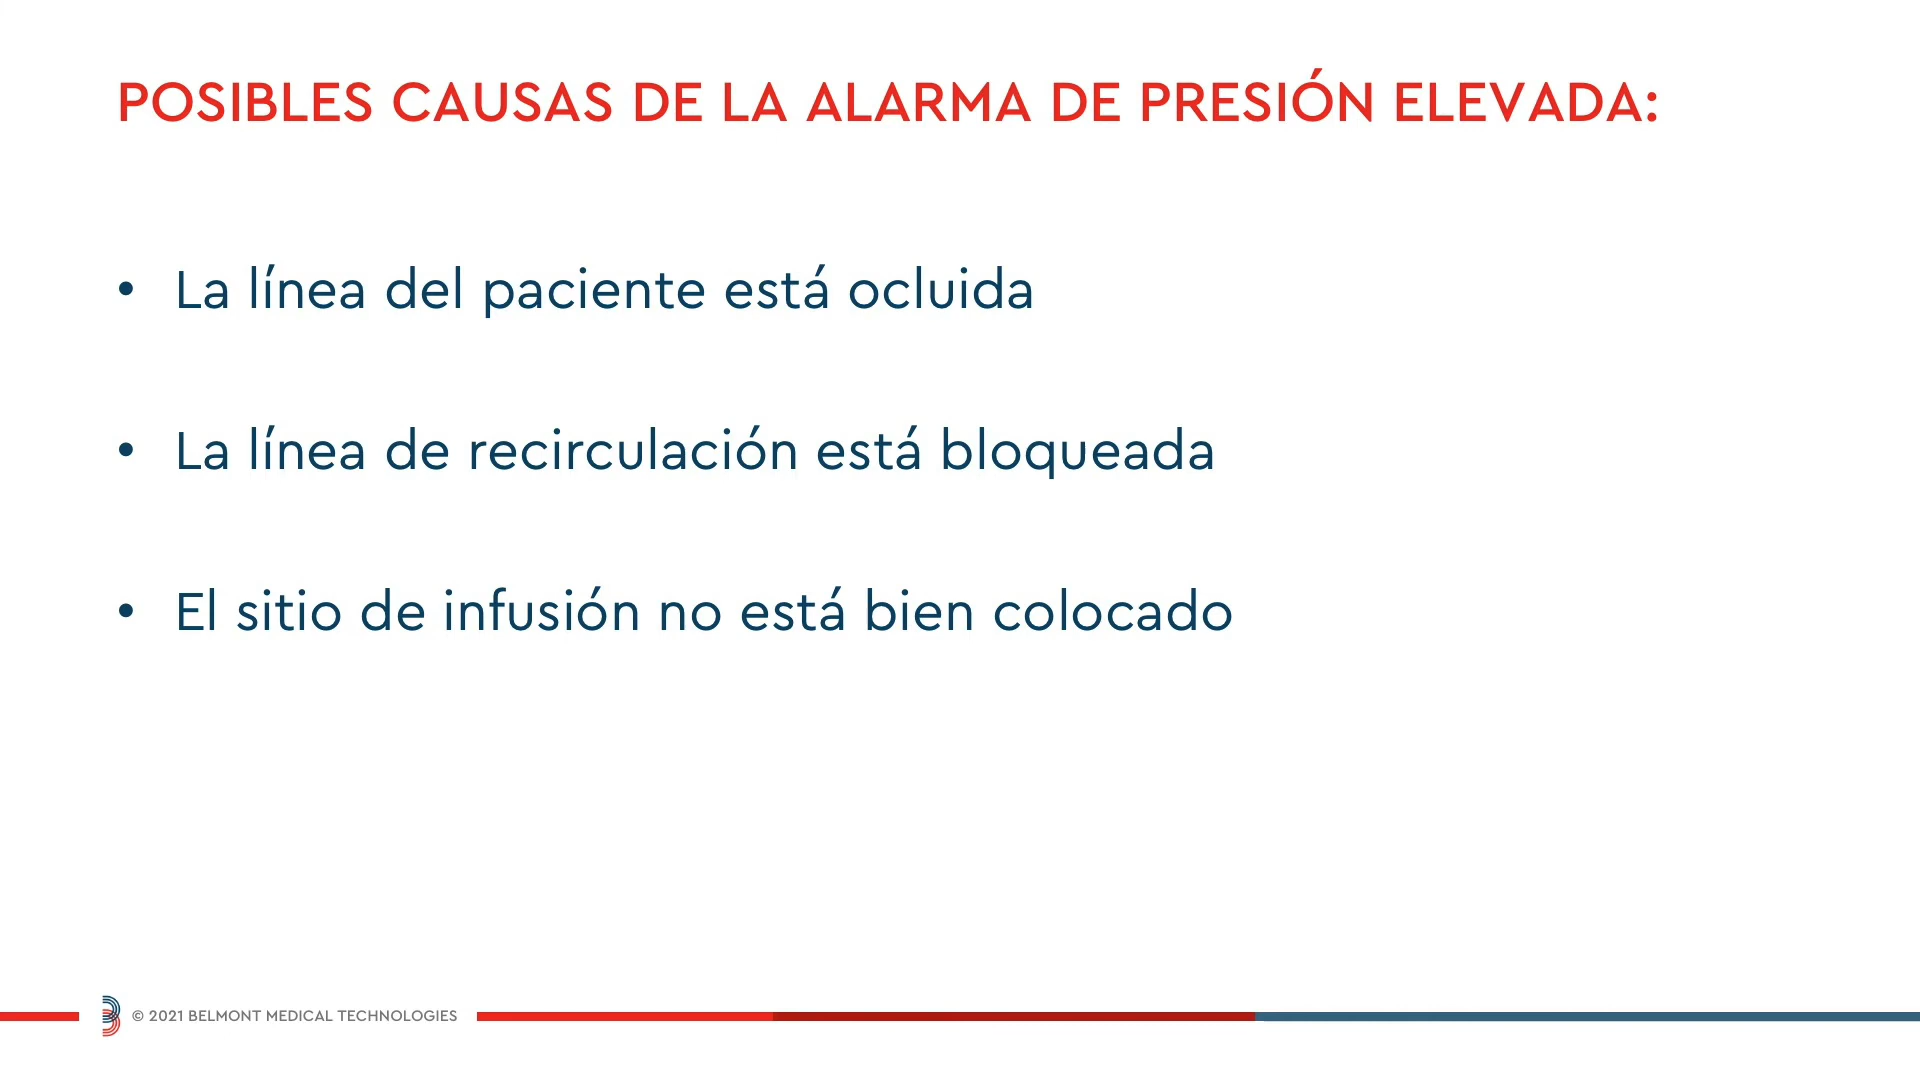 POSIBLES CAUSAS DE LA ALARMA DE PRESIÓN ELEVADA:
• La línea del paciente está ocluida
• La línea de recirculación está bloqueada
• El sitio de infusión no está bien colocado
© 2021 BELMONT MEDICAL TECHNOLOGIES